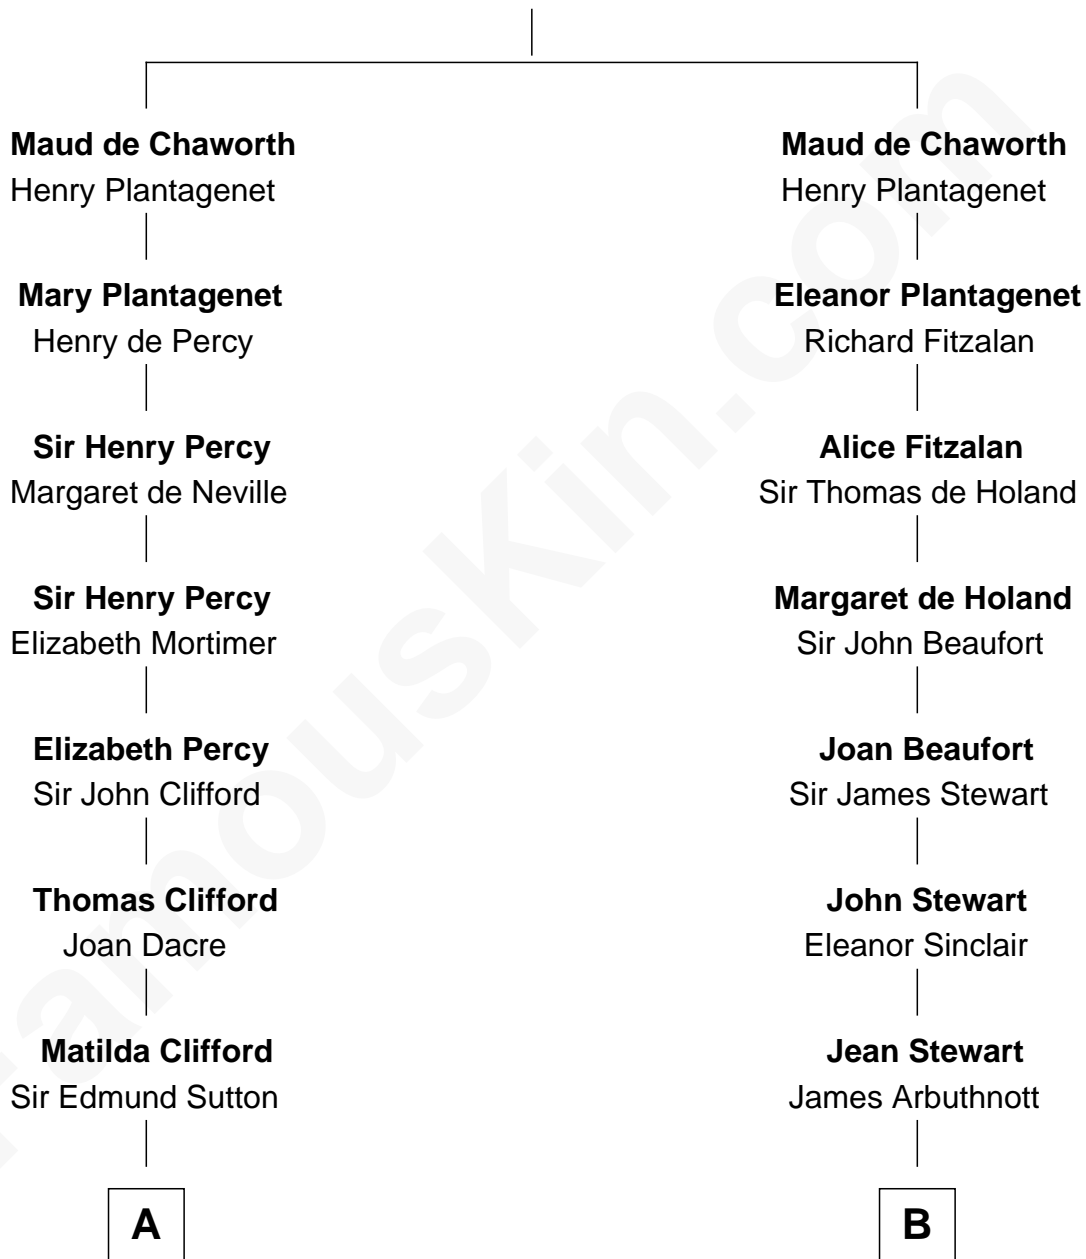 Maud de Chaworth
Henry Plantagenet
Mary Plantagenet
Henry de Percy
Sir Henry Percy
Margaret de Neville
Sir Henry Percy
Elizabeth Mortimer
Elizabeth Percy
Sir John Clifford
Thomas Clifford
Joan Dacre
Matilda Clifford
Sir Edmund Sutton
A
Maud de Chaworth
Henry Plantagenet
Eleanor Plantagenet
Richard Fitzalan
Alice Fitzalan
Sir Thomas de Holand
Margaret de Holand
Sir John Beaufort
Joan Beaufort
Sir James Stewart
John Stewart
Eleanor Sinclair
Jean Stewart
James Arbuthnott
B
FamousKin.com